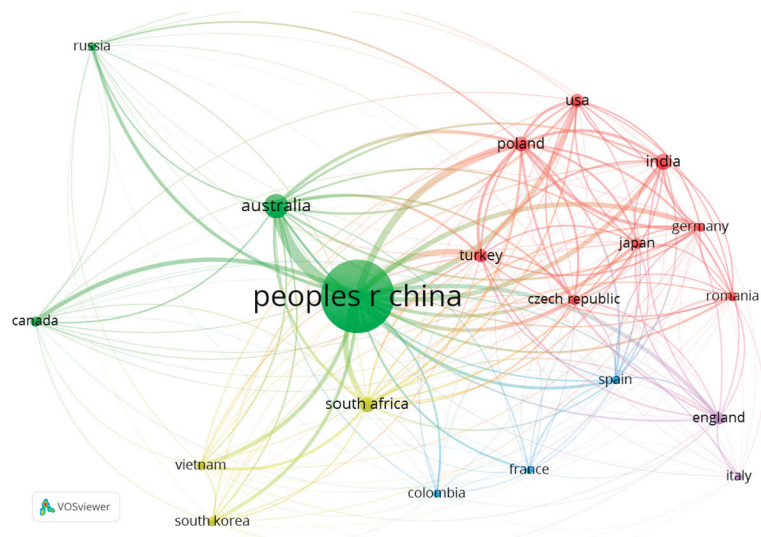 russia
usa
poland
india
australia
germany
japan
turkey
peoples r china
czech republic
romania
canada
spain
south africa
england
vietnam
france
italy
colombia
VOSviewer
south korea